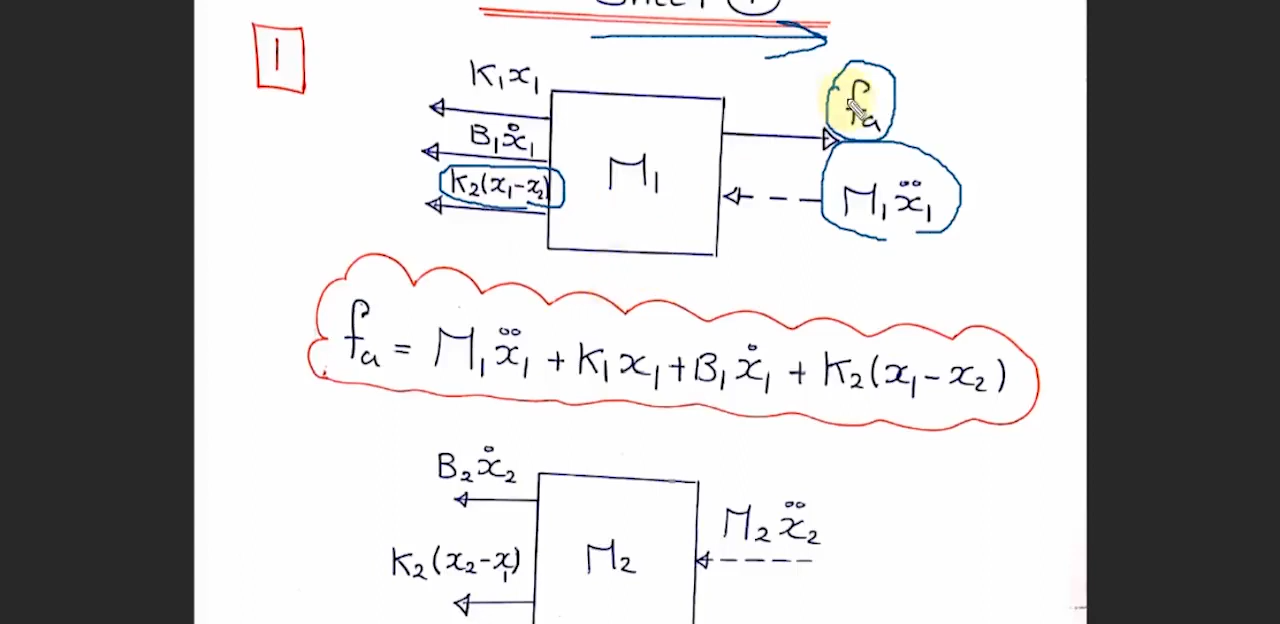 1
K₁x₁
fₐ
B₁ẋ₁
K₂(x₁-x₂)
M₁
M₁ẍ₁
fₐ = M₁ẍ₁ + K₁x₁ + B₁ẋ₁ + K₂(x₁-x₂)
B₂ẋ₂
M₂ẍ₂
K₂(x₂-x₁)
M₂